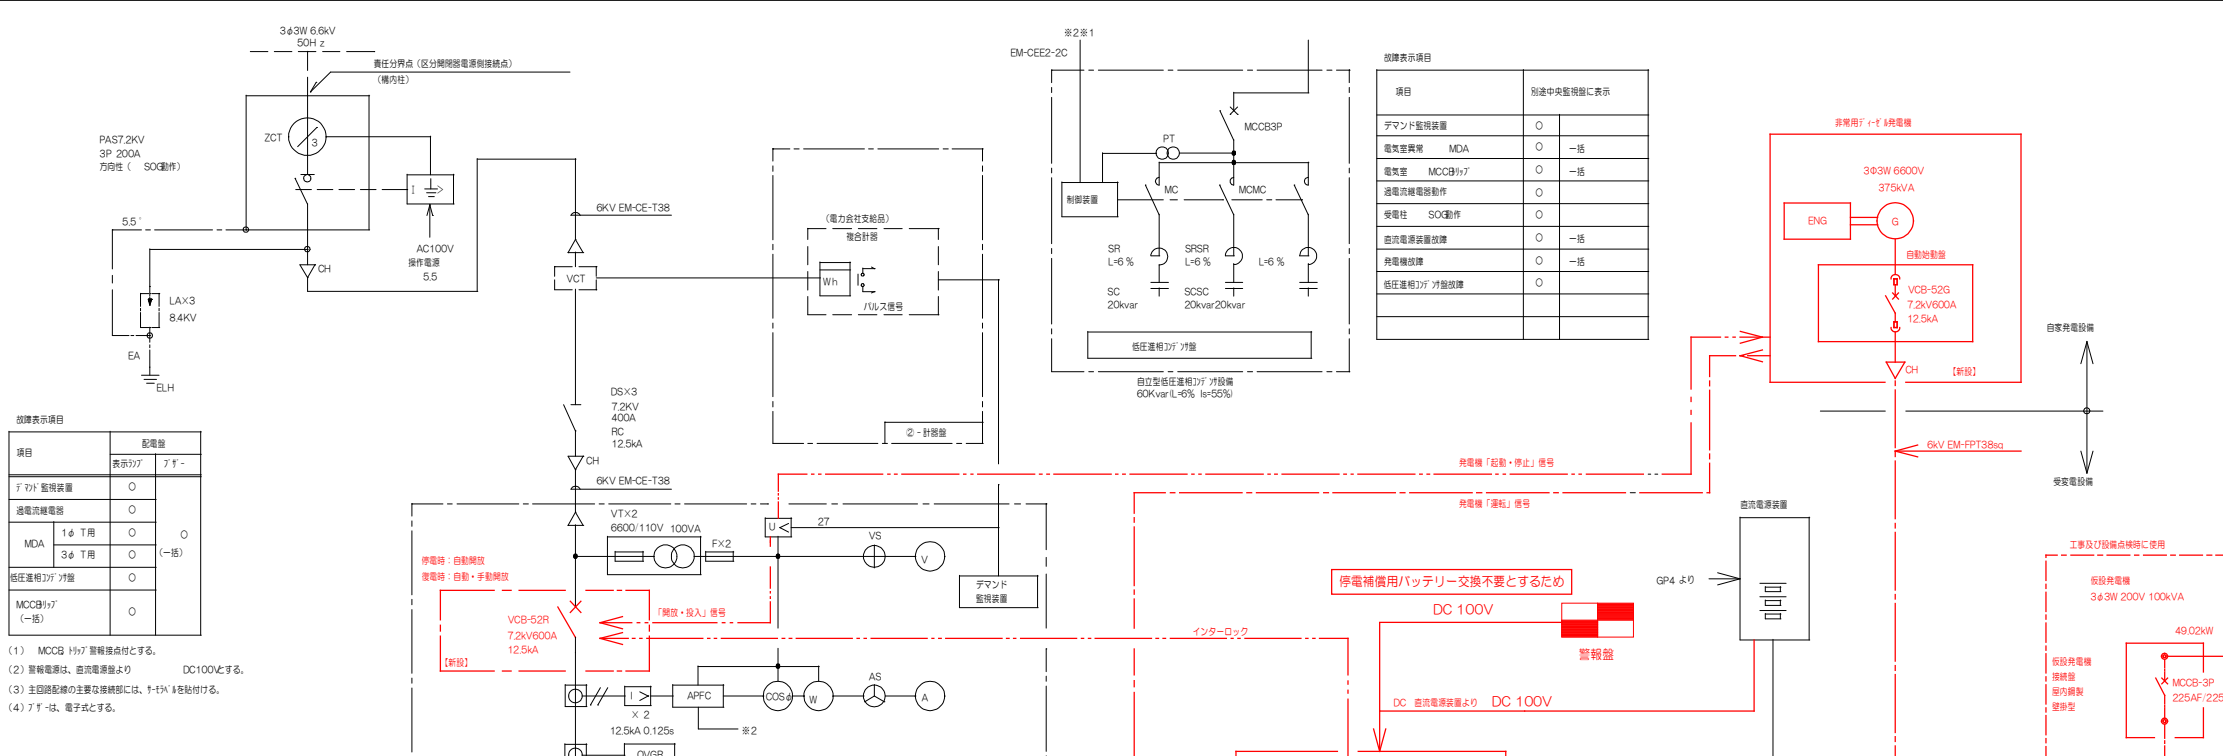 3φ3W 6.6kV
50Hz
責任分界点（区分開閉器電源側接続点）
（構内柱）
ZCT
3
PAS7.2KV
3P 200A
方向性（ SOG動作）
I
AC100V
操作電源
5.5
5.5
CH
LA×3
8.4KV
EA
ELH
6KV EM-CE-T38
VCT
（電力会社支給品）
複合計器
Wh
パルス信号
②－計器盤
DS×3
7.2KV
400A
RC
12.5kA
CH
6KV EM-CE-T38
※2※1
EM-CEE2-2C
MCCB3P
PT
制御装置
MC
MCMC
SR
L=6 %
SRSR
L=6 %
L=6 %
SC
20kvar
SCSC
20kvar20kvar
低圧進相コンデンサ盤
自立型低圧進相コンデンサ設備
60Kvar(L=6% Is=55%)
故障表示項目
項目 別途中央監視盤に表示
デマンド監視装置 ○
電気室異常 MDA ○ 一括
電気室 MCCBトリップ ○ 一括
過電流継電器動作 ○
受電柱 SOG動作 ○
直流電源装置故障 ○ 一括
発電機故障 ○ 一括
低圧進相コンデンサ盤故障 ○
非常用ディーゼル発電機
3Φ3W 6600V
375kVA
ENG
G
自動始動盤
VCB-52G
7.2kV600A
12.5kA
CH
【新設】
自家発電設備
受変電設備
6kV EM-FPT38sq
故障表示項目
項目 配電盤
表示ランプ ブザー
デマンド監視装置 ○
過電流継電器 ○
MDA 1φ T用 ○
3φ T用 ○
○
（一括）
低圧進相コンデンサ盤 ○
MCCBトリップ
（一括） ○
（1） MCCBは、トリップ警報接点付とする。
（2）警報電源は、直流電源盤より DC100Vとする。
（3）主回路配線の主要な接続部には、サーモラベルを貼付ける。
（4）ブザーは、電子式とする。
VT×2
6600/110V 100VA
F×2
U <
27
VS
V
デマンド
監視装置
停電時：自動開放
復電時：自動・手動開放
VCB-52R
7.2kV600A
12.5kA
【新設】
「開放・投入」信号
インターロック
発電機「起動・停止」信号
発電機「運転」信号
I >
× 2
12.5kA 0.125s
APFC
COSφ
W
AS
A
※2
OVGR
停電補償用バッテリー交換不要とするため
DC 100V
警報盤
DC 直流電源装置より DC 100V
直流電源装置
GP4 より
工事及び設備点検時に使用
仮設発電機
3φ3W 200V 100kVA
49.02kW
仮設発電機
接続盤
屋内鋼製
壁掛型
MCCB-3P
225AF/225